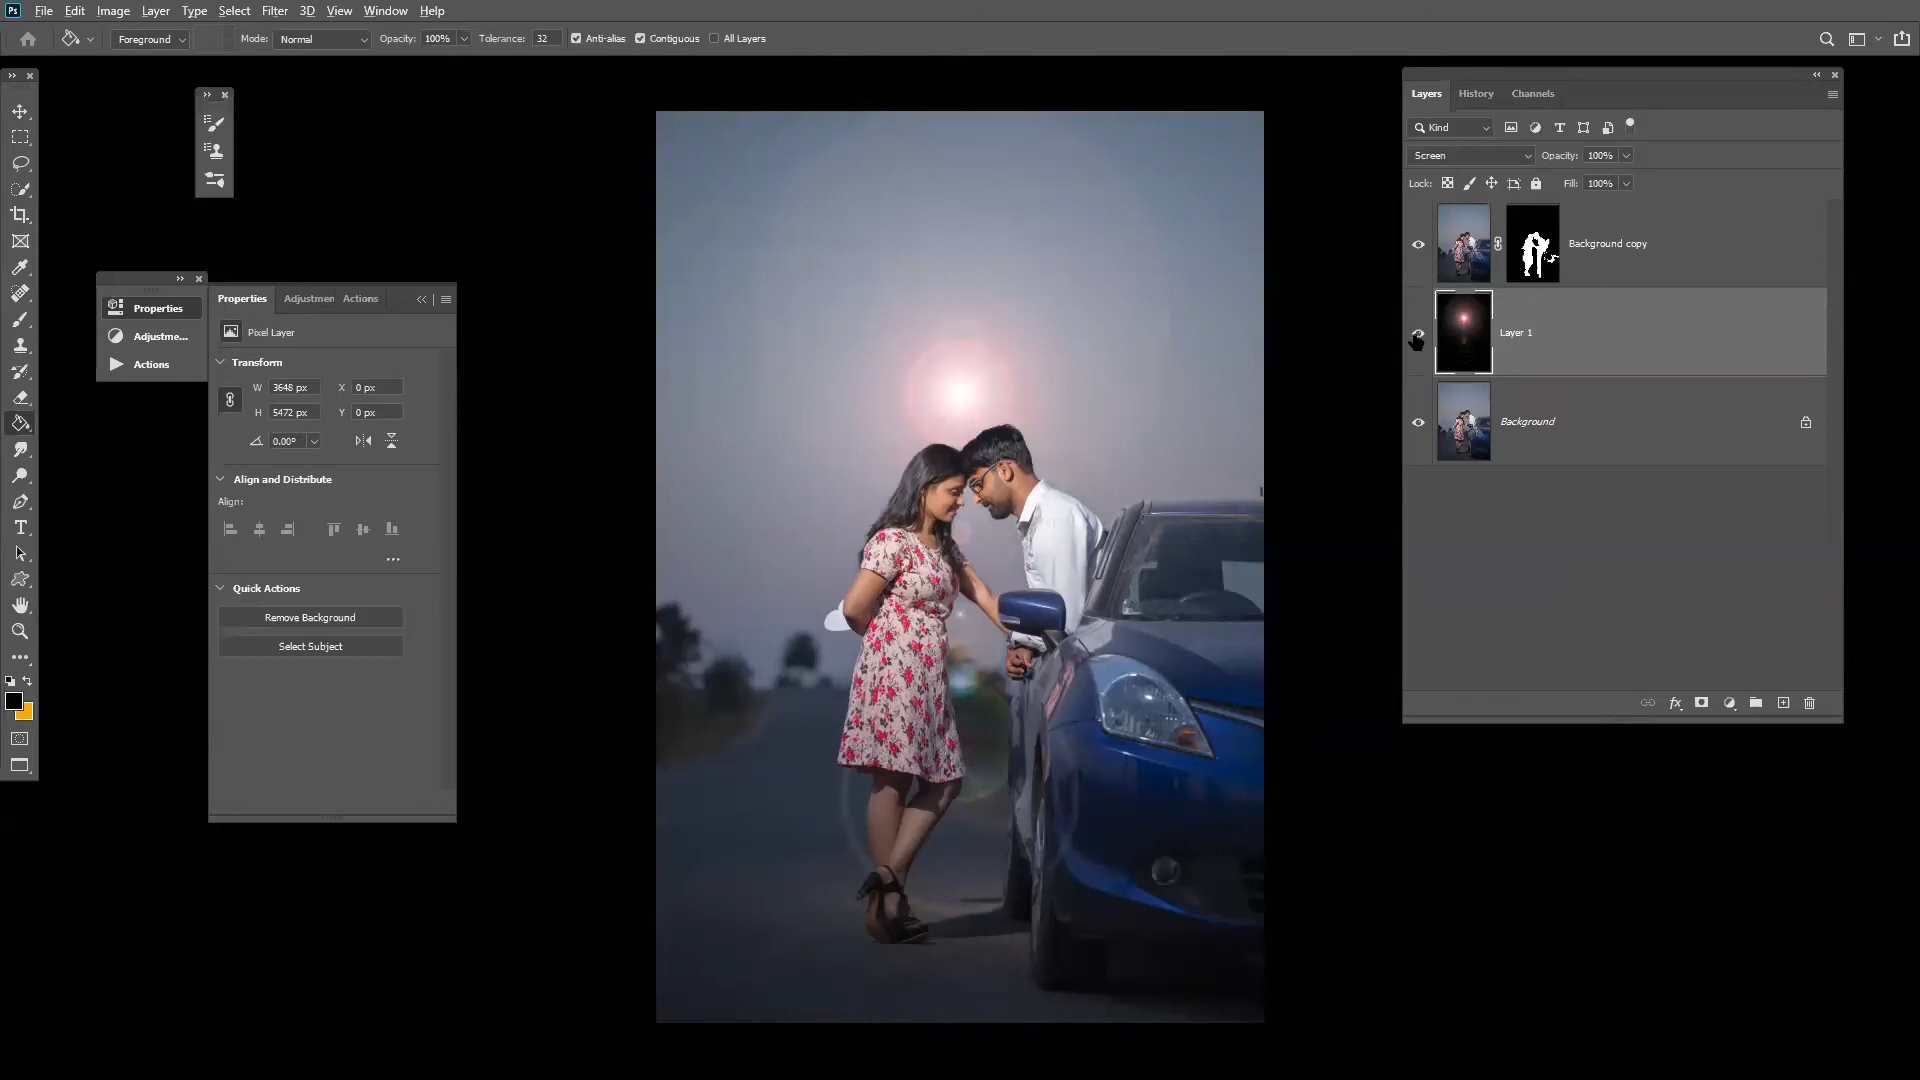 Ps File Edit Image Layer Type Select Filter 3D View Window Help
Foreground Mode: Normal Opacity: 100% Tolerance: 32 Anti-alias Contiguous All Layers
Layers History Channels
Kind
Screen Opacity: 100%
Lock: Fill: 100%
Background copy
Layer 1
Background
Properties
Adjustme...
Actions
Properties Adjustmen Actions
Pixel Layer
Transform
W 3648 px X 0 px
H 5472 px Y 0 px
0.00°
Align and Distribute
Align:
Quick Actions
Remove Background
Select Subject
fx